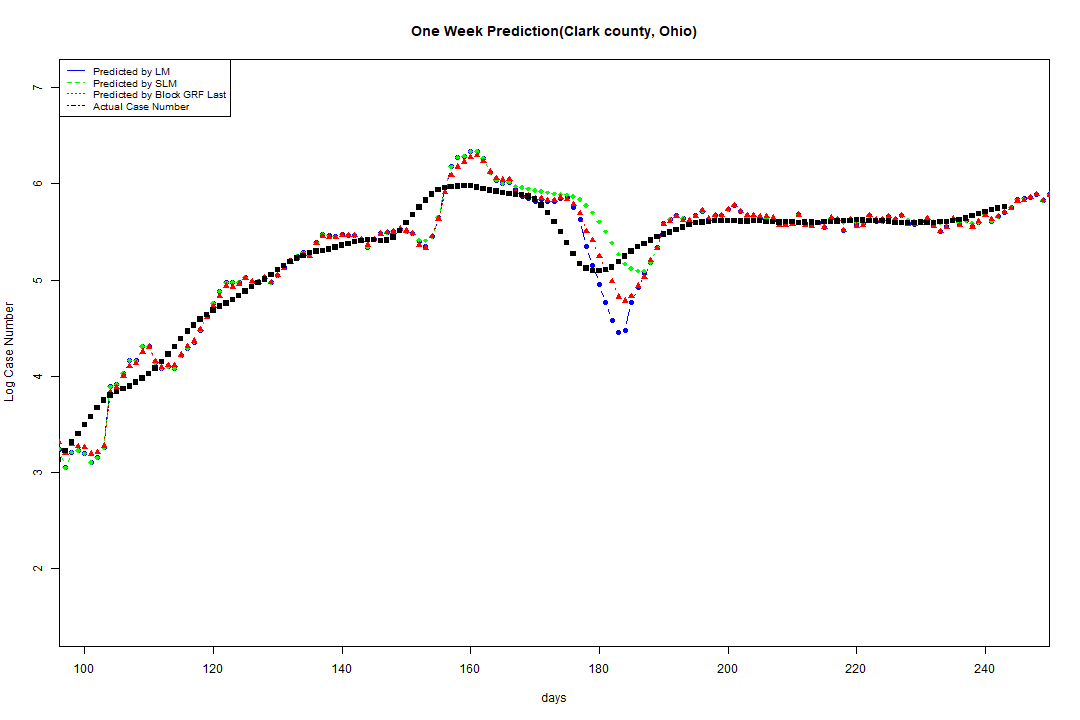 One Week Prediction(Clark county, Ohio)
Predicted by LM
Predicted by SLM
Predicted by Block GRF Last
Actual Case Number
7
6
5
4
3
2
Log Case Number
100 120 140 160 180 200 220 240
days